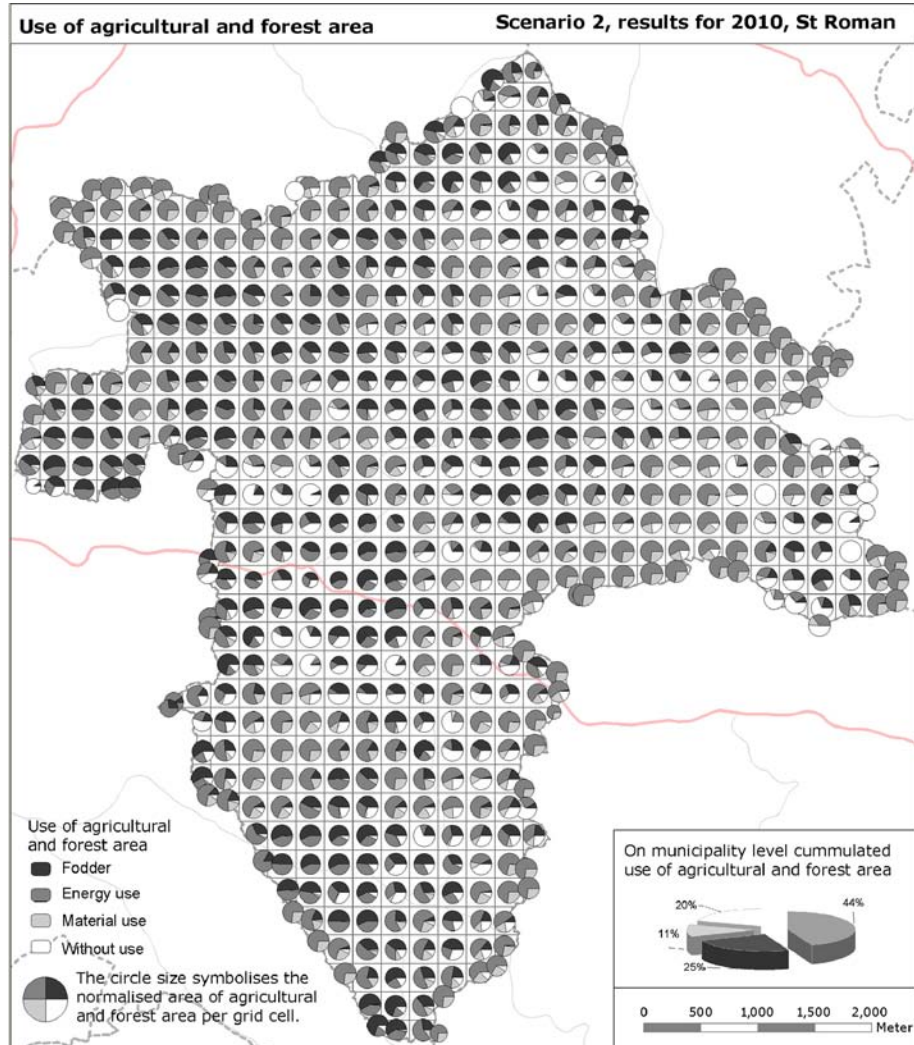 Use of agricultural and forest area
Scenario 2, results for 2010, St Roman
Use of agricultural
and forest area
Fodder
Energy use
Material use
Without use
The circle size symbolises the
normalised area of agricultural
and forest area per grid cell.
On municipality level cummulated
use of agricultural and forest area
20%
44%
11%
25%
0 500 1,000 1,500 2,000
Meter